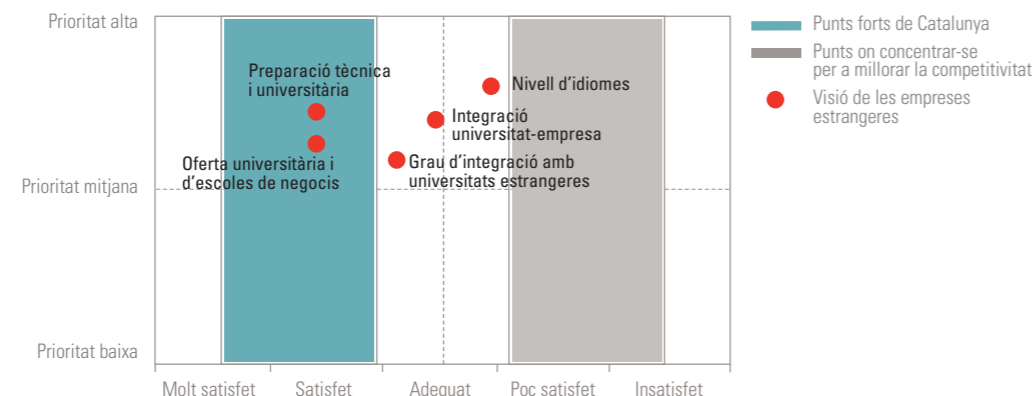 Prioritat alta
Prioritat mitjana
Prioritat baixa
Preparació tècnica
i universitària
Oferta universitària i
d'escoles de negocis
Nivell d'idiomes
Integració
universitat-empresa
Grau d'integració amb
universitats estrangeres
Molt satisfet
Satisfet
Adequat
Poc satisfet
Insatisfet
Punts forts de Catalunya
Punts on concentrar-se
per a millorar la competitivitat
Visió de les empreses
estrangeres